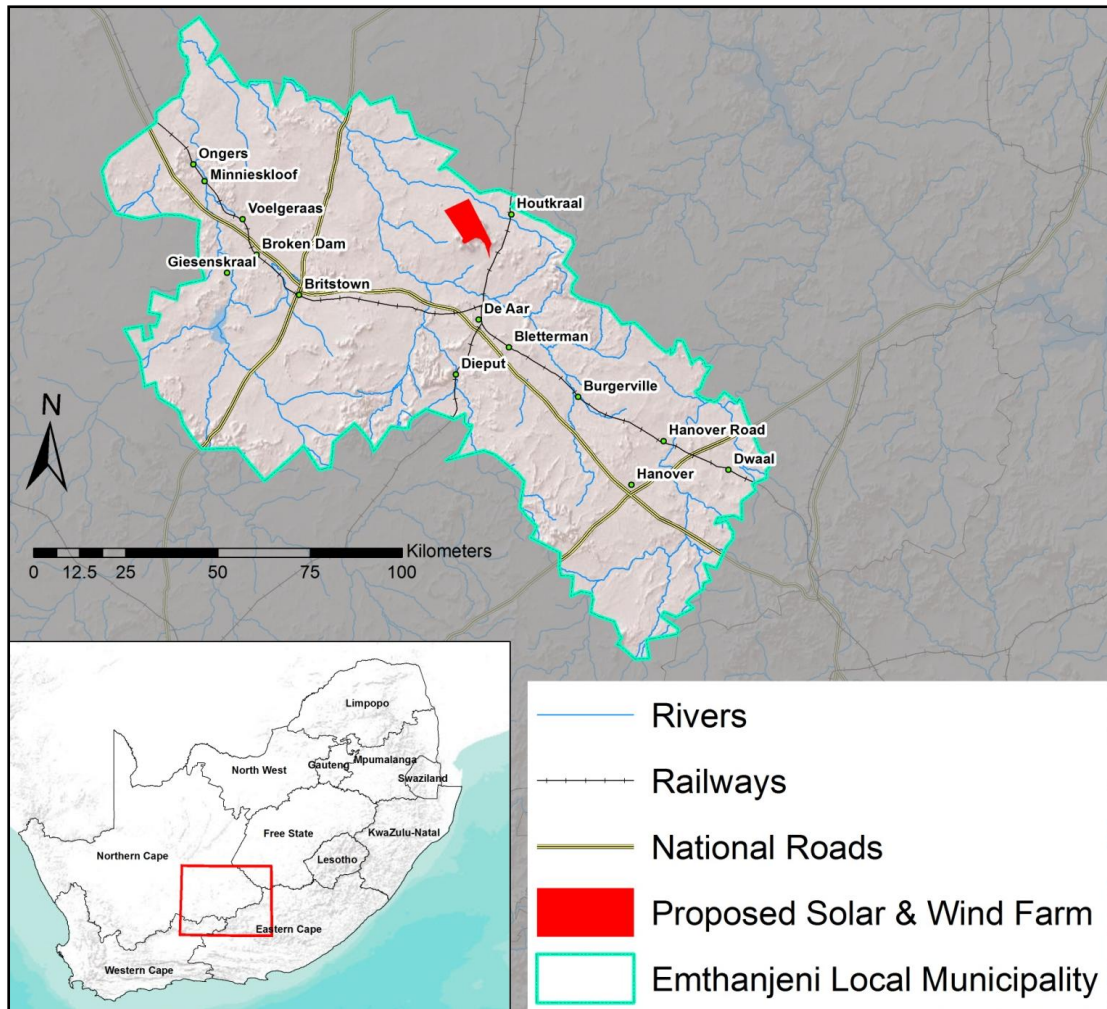 Ongers
Minnieskloof
Voelgeraas
Houtkraal
Broken Dam
Giesenskraal
Britstown
De Aar
Bletterman
Dieput
Burgerville
N
Hanover Road
Dwaal
Hanover
Kilometers
0 12.5 25 50 75 100
Limpopo
North West
Gauteng
Mpumalanga
Swaziland
Free State
KwaZulu-Natal
Northern Cape
Lesotho
Eastern Cape
Western Cape
Rivers
Railways
National Roads
Proposed Solar & Wind Farm
Emthanjeni Local Municipality